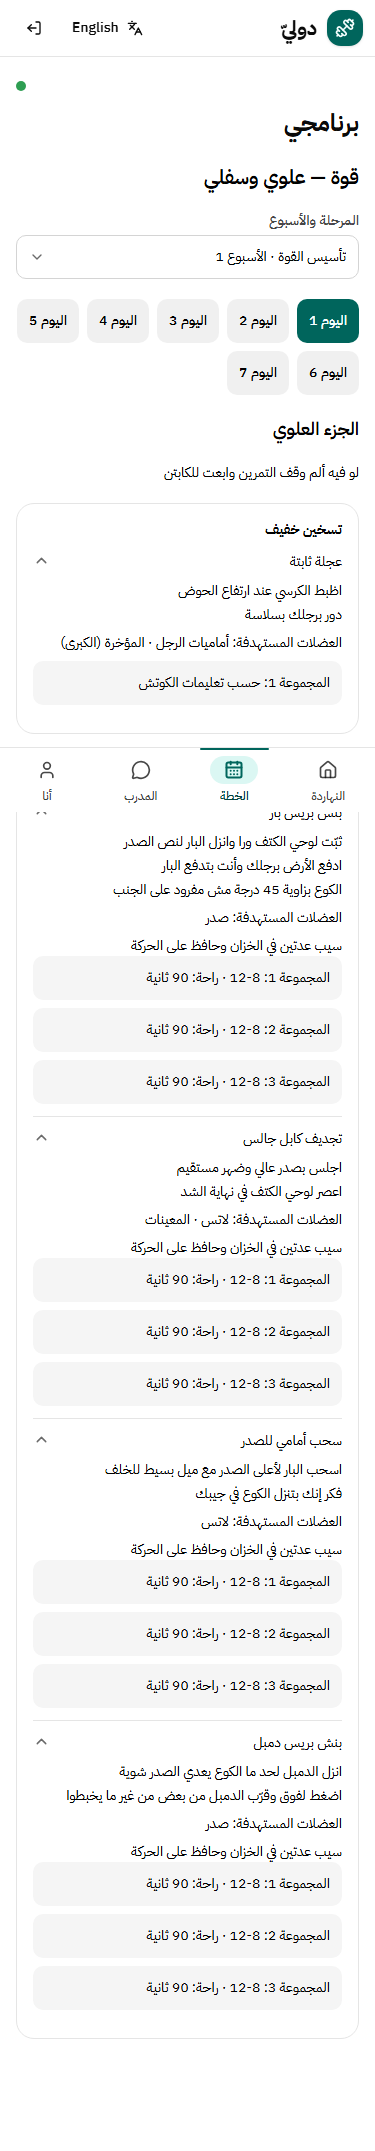 دوليّ
English
برنامجي
قوة — علوي وسفلي
المرحلة والأسبوع
تأسيس القوة · الأسبوع 1
اليوم 1
اليوم 2
اليوم 3
اليوم 4
اليوم 5
اليوم 6
اليوم 7
الجزء العلوي
لو فيه ألم وقف التمرين وابعت للكابتن
تسخين خفيف
عجلة ثابتة
اظبط الكرسي عند ارتفاع الحوض
دور برجلك بسلاسة
العضلات المستهدفة: أماميات الرجل · المؤخرة (الكبرى)
المجموعة 1: حسب تعليمات الكوتش
النهاردة
الخطة
المدرب
أنا
بنش بريس بار
ثبّت لوحي الكتف ورا وانزل البار لنص الصدر
ادفع الأرض برجلك وأنت بتدفع البار
الكوع بزاوية 45 درجة مش مفرود على الجنب
العضلات المستهدفة: صدر
سيب عدتين في الخزان وحافظ على الحركة
المجموعة 1: 8-12 · راحة: 90 ثانية
المجموعة 2: 8-12 · راحة: 90 ثانية
المجموعة 3: 8-12 · راحة: 90 ثانية
تجديف كابل جالس
اجلس بصدر عالي وضهر مستقيم
اعصر لوحي الكتف في نهاية الشد
العضلات المستهدفة: لاتس · المعينات
سيب عدتين في الخزان وحافظ على الحركة
المجموعة 1: 8-12 · راحة: 90 ثانية
المجموعة 2: 8-12 · راحة: 90 ثانية
المجموعة 3: 8-12 · راحة: 90 ثانية
سحب أمامي للصدر
اسحب البار لأعلى الصدر مع ميل بسيط للخلف
فكر إنك بتنزل الكوع في جيبك
العضلات المستهدفة: لاتس
سيب عدتين في الخزان وحافظ على الحركة
المجموعة 1: 8-12 · راحة: 90 ثانية
المجموعة 2: 8-12 · راحة: 90 ثانية
المجموعة 3: 8-12 · راحة: 90 ثانية
بنش بريس دمبل
انزل الدمبل لحد ما الكوع يعدي الصدر شوية
اضغط لفوق وقرّب الدمبل من بعض من غير ما يخبطوا
العضلات المستهدفة: صدر
سيب عدتين في الخزان وحافظ على الحركة
المجموعة 1: 8-12 · راحة: 90 ثانية
المجموعة 2: 8-12 · راحة: 90 ثانية
المجموعة 3: 8-12 · راحة: 90 ثانية